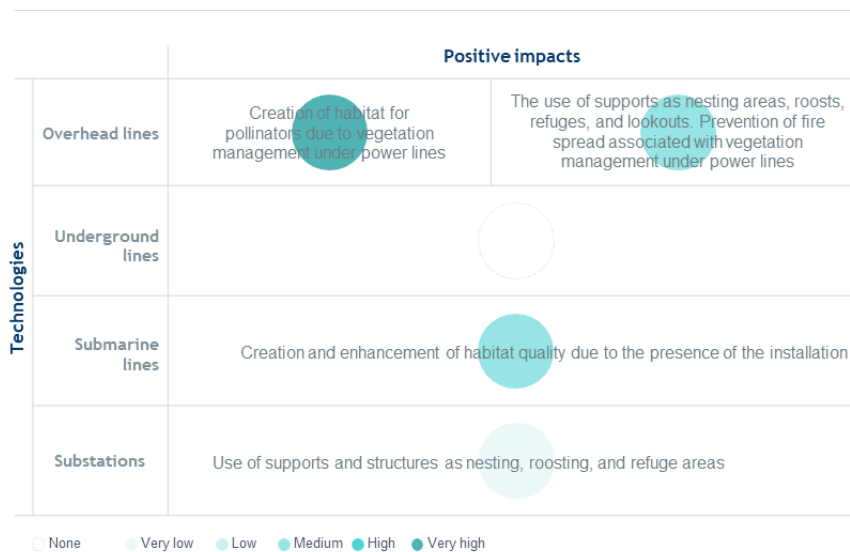 Positive impacts
Technologies
Overhead lines
Creation of habitat for
pollinators due to vegetation
management under power lines
The use of supports as nesting areas, roosts,
refuges, and lookouts. Prevention of fire
spread associated with vegetation
management under power lines
Underground
lines
Submarine
lines
Creation and enhancement of habitat quality due to the presence of the installation
Substations
Use of supports and structures as nesting, roosting, and refuge areas
None
Very low
Low
Medium
High
Very high